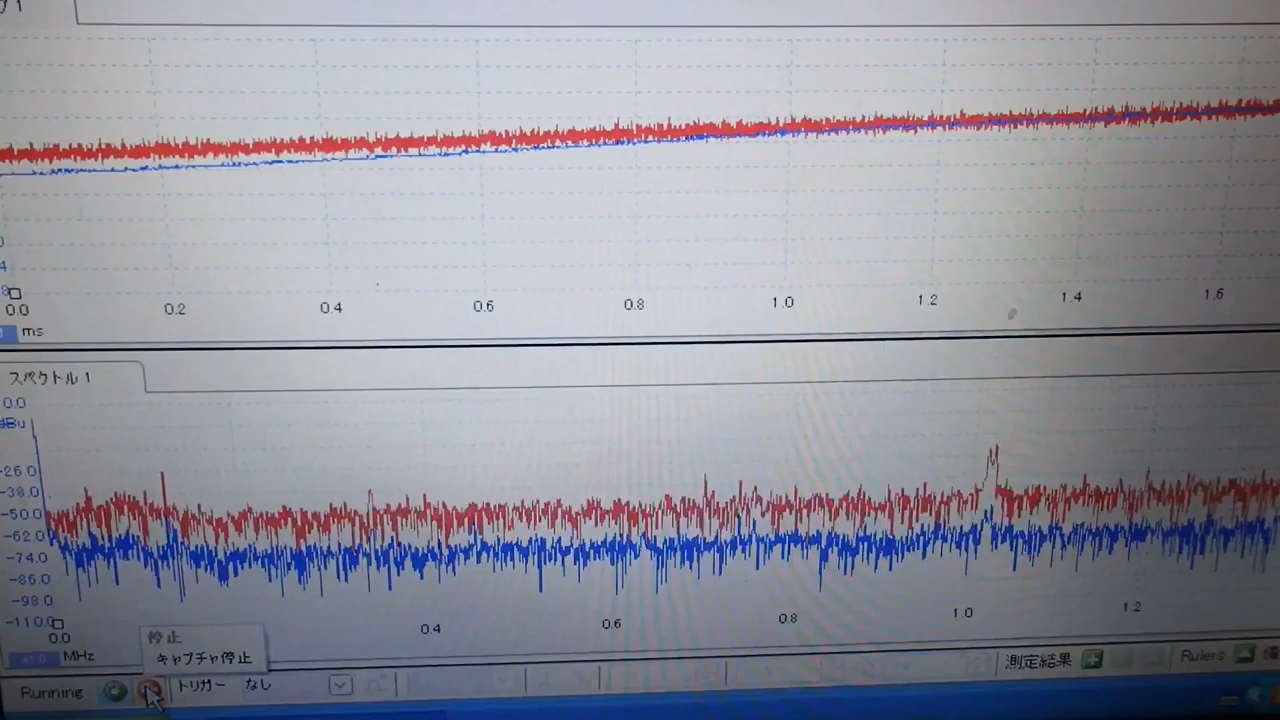 0.0 0.2 0.4 0.6 0.8 1.0 1.2 1.4 1.6
ms
スペクトル 1
0.0
dBu
-26.0
-38.0
-50.0
-62.0
-74.0
-86.0
-98.0
-110.0
0.0 0.4 0.6 0.8 1.0 1.2
MHz
停止
キャプチャ停止
測定結果 Rulers
Running トリガー なし